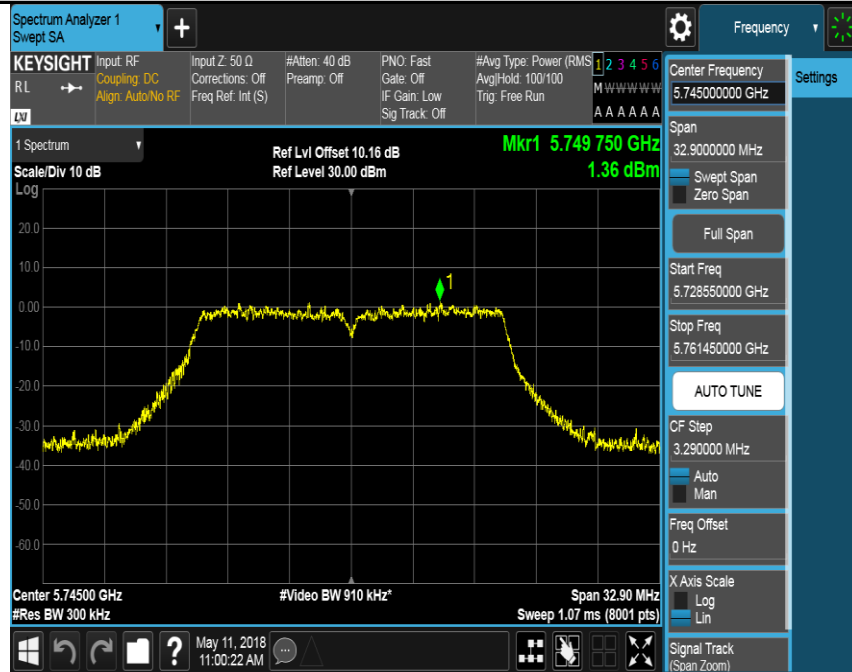 Spectrum Analyzer 1
Swept SA
+
Frequency
KEYSIGHT
RL
LXI
Input: RF
Coupling: DC
Align: Auto/No RF
Input Z: 50 Ω
Corrections: Off
Freq Ref: Int (S)
#Atten: 40 dB
Preamp: Off
PNO: Fast
Gate: Off
IF Gain: Low
Sig Track: Off
#Avg Type: Power (RMS
Avg|Hold: 100/100
Trig: Free Run
1 2 3 4 5 6
M W W W W W
A A A A A A
1 Spectrum
Scale/Div 10 dB
Log
Ref Lvl Offset 10.16 dB
Ref Level 30.00 dBm
Mkr1 5.749 750 GHz
1.36 dBm
20.0
10.0
1
0.00
-10.0
-20.0
-30.0
-40.0
-50.0
-60.0
Center 5.74500 GHz
#Res BW 300 kHz
#Video BW 910 kHz*
Span 32.90 MHz
Sweep 1.07 ms (8001 pts)
?
May 11, 2018
11:00:22 AM
Center Frequency
5.745000000 GHz
Settings
Span
32.9000000 MHz
Swept Span
Zero Span
Full Span
Start Freq
5.728550000 GHz
Stop Freq
5.761450000 GHz
AUTO TUNE
CF Step
3.290000 MHz
Auto
Man
Freq Offset
0 Hz
X Axis Scale
Log
Lin
Signal Track
(Span Zoom)